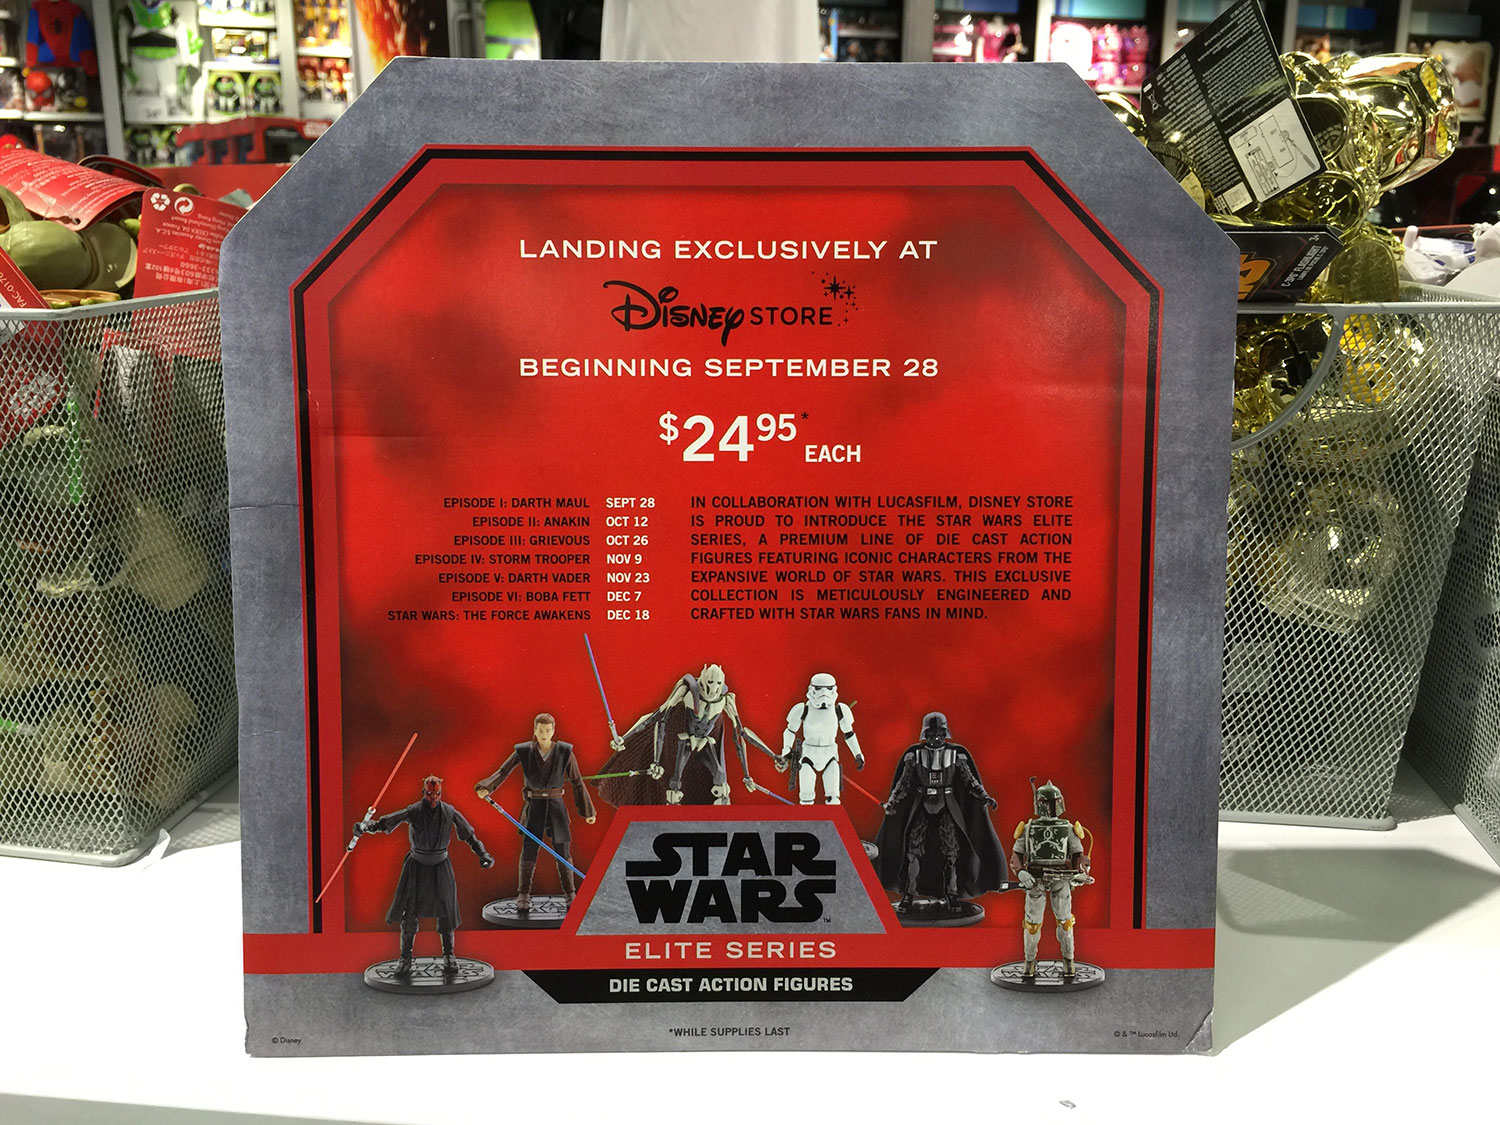 LANDING EXCLUSIVELY AT
Disney STORE
BEGINNING SEPTEMBER 28
$24.95* EACH
EPISODE I: DARTH MAUL SEPT 28
EPISODE II: ANAKIN OCT 12
EPISODE III: GRIEVOUS OCT 26
EPISODE IV: STORM TROOPER NOV 9
EPISODE V: DARTH VADER NOV 23
EPISODE VI: BOBA FETT DEC 7
STAR WARS: THE FORCE AWAKENS DEC 18
IN COLLABORATION WITH LUCASFILM, DISNEY STORE
IS PROUD TO INTRODUCE THE STAR WARS ELITE
SERIES, A PREMIUM LINE OF DIE CAST ACTION
FIGURES FEATURING ICONIC CHARACTERS FROM THE
EXPANSIVE WORLD OF STAR WARS. THIS EXCLUSIVE
COLLECTION IS METICULOUSLY ENGINEERED AND
CRAFTED WITH STAR WARS FANS IN MIND.
STAR
WARS™
ELITE SERIES
DIE CAST ACTION FIGURES
*WHILE SUPPLIES LAST
© Disney
© & ™ Lucasfilm Ltd.